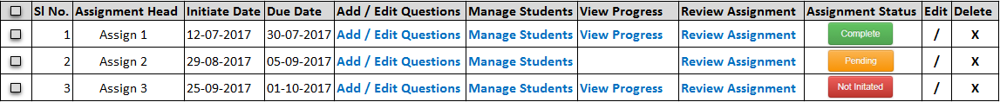 Sl No. Assignment Head Initiate Date Due Date Add / Edit Questions Manage Students View Progress Review Assignment Assignment Status Edit Delete
1 Assign 1 12-07-2017 30-07-2017 Add / Edit Questions Manage Students View Progress Review Assignment Complete / X
2 Assign 2 29-08-2017 05-09-2017 Add / Edit Questions Manage Students Review Assignment Pending / X
3 Assign 3 25-09-2017 01-10-2017 Add / Edit Questions Manage Students View Progress Review Assignment Not Initated / X